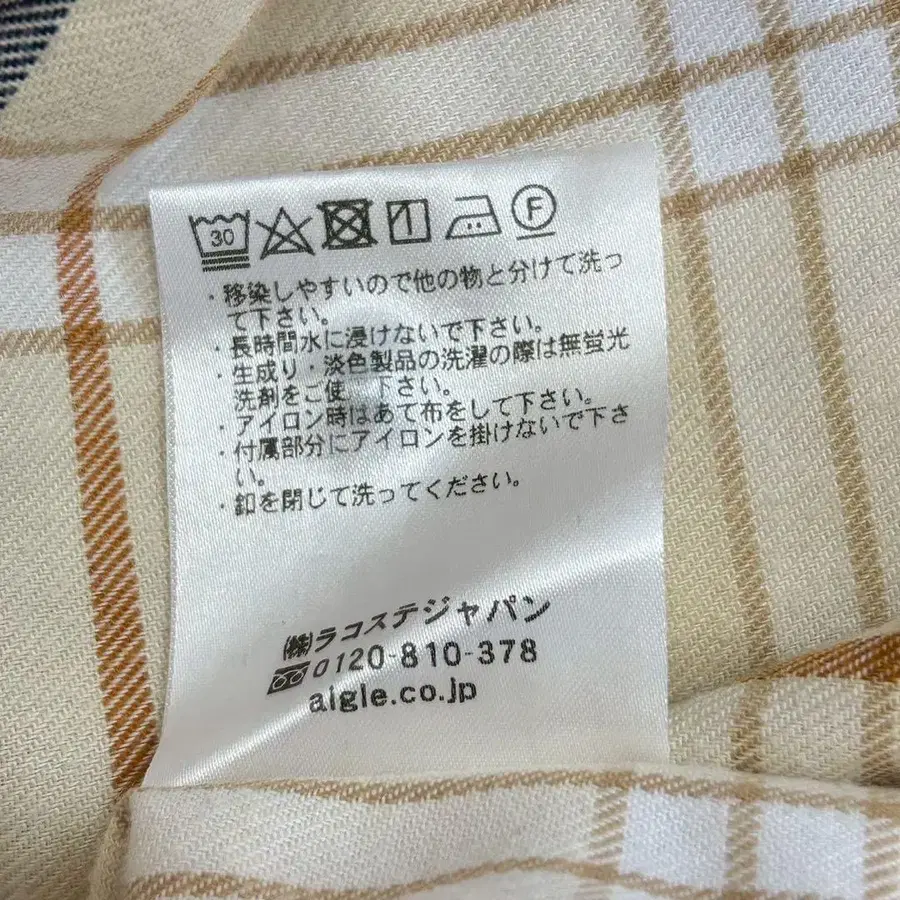 30 F
・移染しやすいので他の物と分けて洗っ
て下さい。
・長時間水に浸けないで下さい。
・生成り・淡色製品の洗濯の際は無蛍光
洗剤をご使 下さい。
・アイロン時はあて布をして下さい。
・付属部分にアイロンを掛けないで下さ
い。
・釦を閉じて洗ってください。
㈱ラコステジャパン
0120-810-378
aigle.co.jp